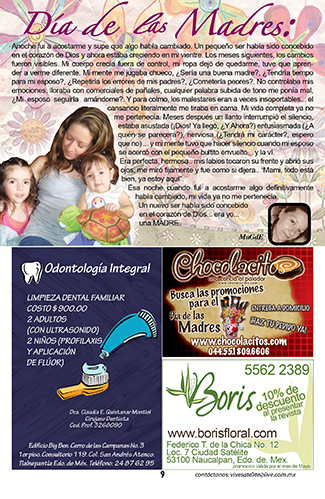 Día de las Madres:
Anoche fui a acostarme y supe que algo había cambiado. Un pequeño ser había sido concebido
en el corazón de Dios y ahora estaba creciendo en mi vientre. Los meses siguientes, los cambios
fueron visibles. Mi cuerpo crecía fuera de control, mi ropa dejó de quedarme, tuve que apren-
der a verme diferente. Mi mente me jugaba chueco, ¿Sería una buena madre?, ¿Tendría tiempo
para mi esposo?, ¿Repetiría los errores de mis padres?, ¿Cometería peores?. No controlaba mis
emociones, lloraba con comerciales de pañales, cualquier palabra subida de tono me ponía mal,
¿Mi esposo seguiría amándome?, Y para colmo, los malestares eran a veces insoportables... el
cansancio literalmente me tiraba en cama. Mi vida completa ya no
me pertenecía. Meses después un llanto interrumpió el silencio,
estaba asustada (¡Dios! Ya llegó, ¿Y Ahora?) entusiasmada (¿A
quién se parecerá?), nerviosa (¿Tendrá mi carácter?, espero
que no)... y mi mente tuvo que hacer silencio cuando mi esposo
se acercó con el pequeño bultito envuelto... y la vi.
Era perfecta, hermosa, mis labios tocaron su frente y abrió sus
ojos, me miró fijamente y fue como si dijera.. "Mami, todo está
bien, ya estoy aquí"
Esa noche cuando fui a acostarme algo definitivamente
había cambiado, mi vida ya no me pertenecía.
Un nuevo ser había sido concebido
en el corazón de Dios... era yo...
una MADRE.
MoGdE
Odontología Integral
LIMPIEZA DENTAL FAMILIAR
COSTO $ 900.00
2 ADULTOS
(CON ULTRASONIDO)
2 NIÑOS (PROFILAXIS
Y APLICACIÓN
DE FLÚOR)
Dra. Claudia E. Quintanar Montiel
Cirujano Dentista
Ced. Prof. 3266090
Edificio Big Ben. Cerro de las Campanas No. 3
1er piso. Consultorio 119. Col. San Andrés Atenco.
Tlalnepantla Edo. de Méx. Teléfono: 24 87 62 95
Chocolacitos
Busca las promociones
para el
Día de las
Madres
ENTREGA A DOMICILIO
¡HAZ TU PEDIDO YA!
www.chocolacitos.com
044 551 809 6606
5562 2389
Boris
10% de
descuento
al presentar
la revista
www.borisfloral.com
Federico T. de la Chica No. 12
Loc. 7 Ciudad Satélite
53100 Naucalpan, Edo. de Mex.
promoción valida por el mes de Mayo
9
contáctanos: vivesatelite@live.com.mx